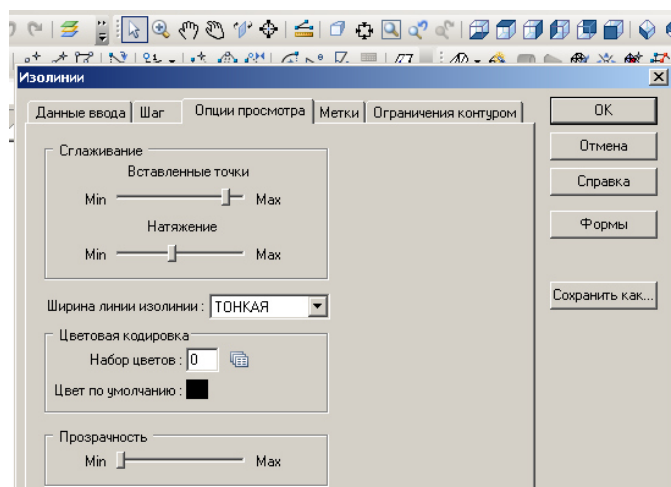 Изолинии
Данные ввода Шаг Опции просмотра Метки Ограничения контуром
OK
Отмена
Справка
Формы
Сохранить как...
Сглаживание
Вставленные точки
Min Max
Натяжение
Min Max
Ширина линии изолинии : ТОНКАЯ
Цветовая кодировка
Набор цветов : 0
Цвет по умолчанию :
Прозрачность
Min Max